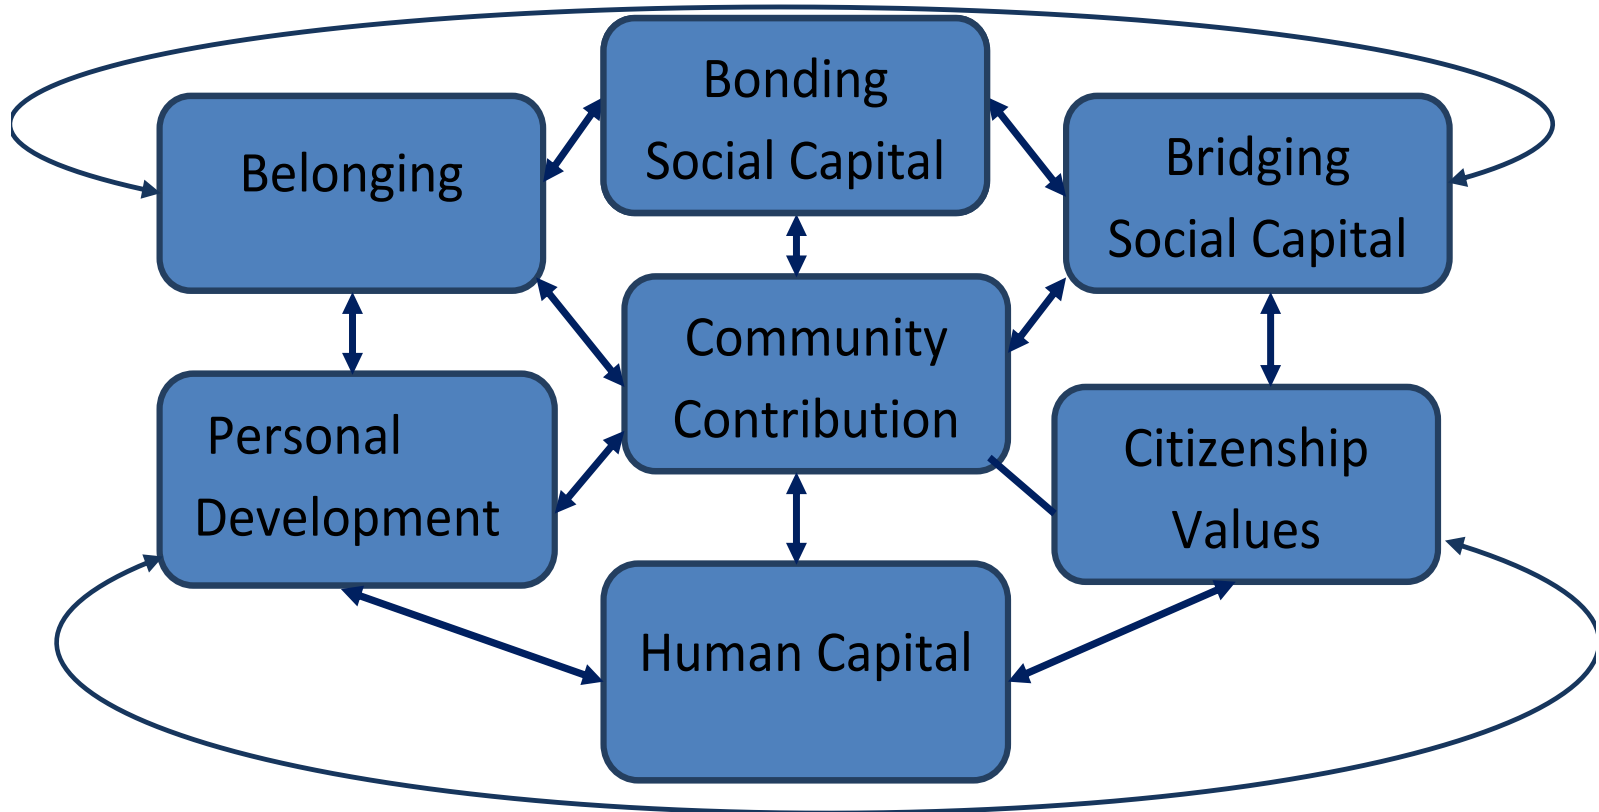 Bonding
Social Capital
Belonging
Bridging
Social Capital
Community
Contribution
Personal
Development
Citizenship
Values
Human Capital